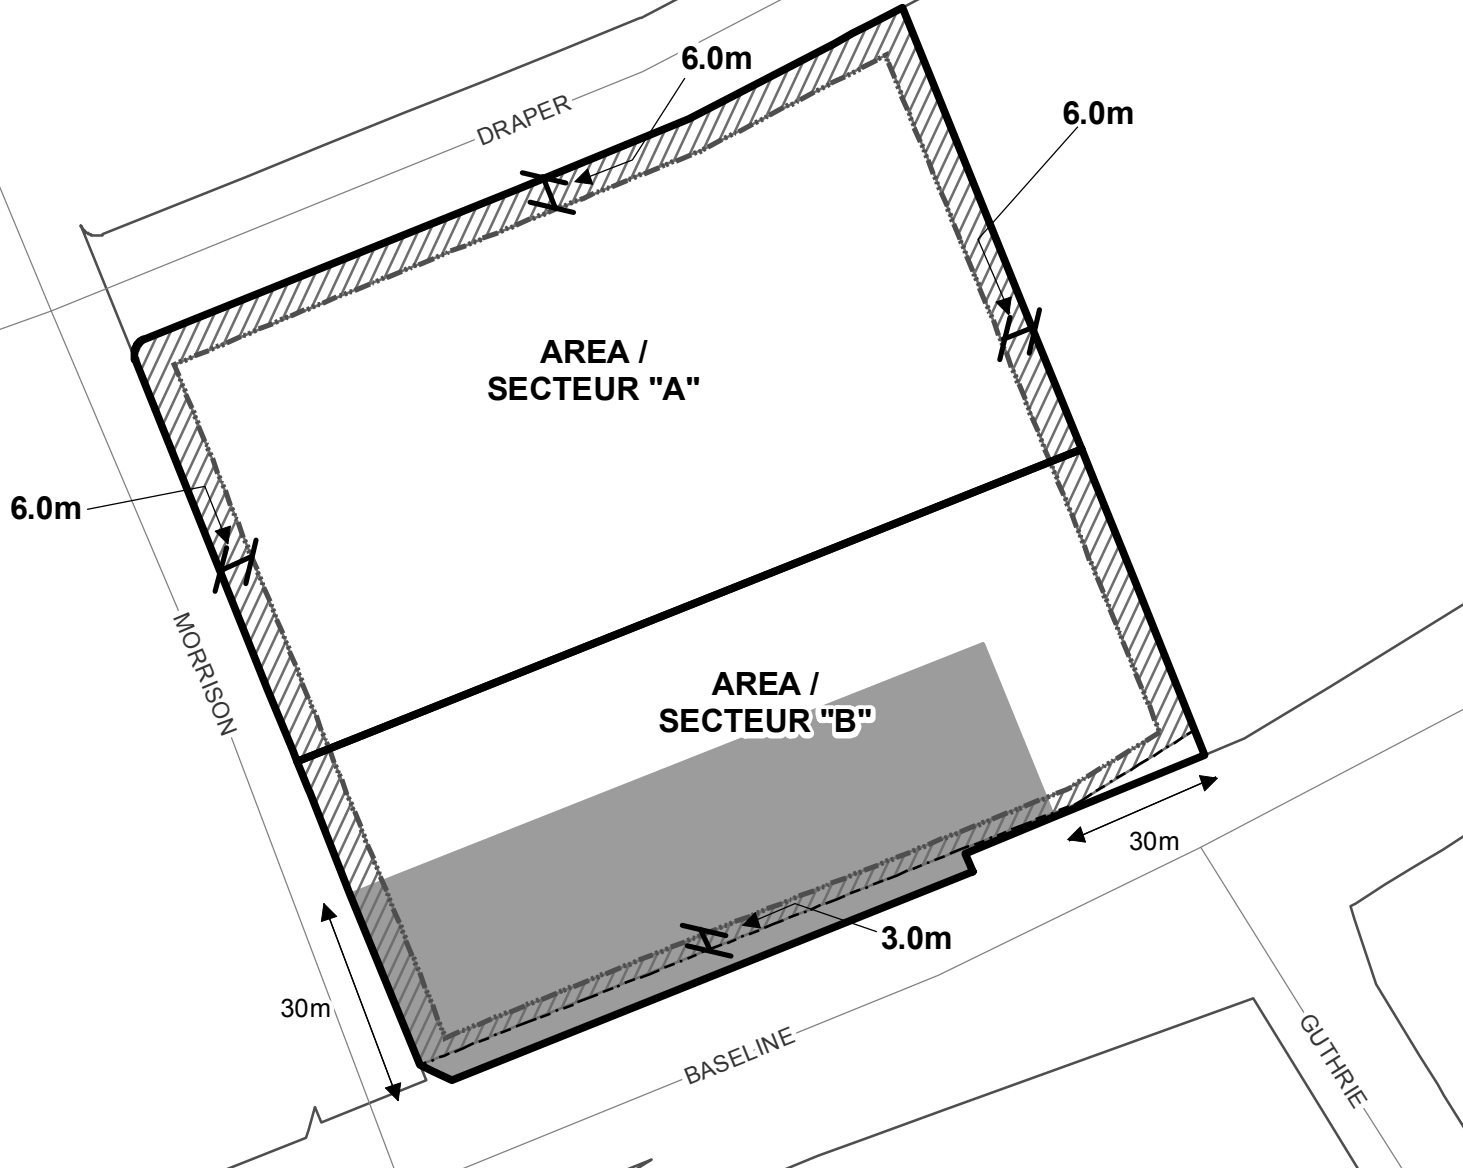 6.0m
DRAPER
6.0m
AREA /
SECTEUR "A"
6.0m
MORRISON
AREA /
SECTEUR "B"
30m
3.0m
30m
BASELINE
GUTHRIE